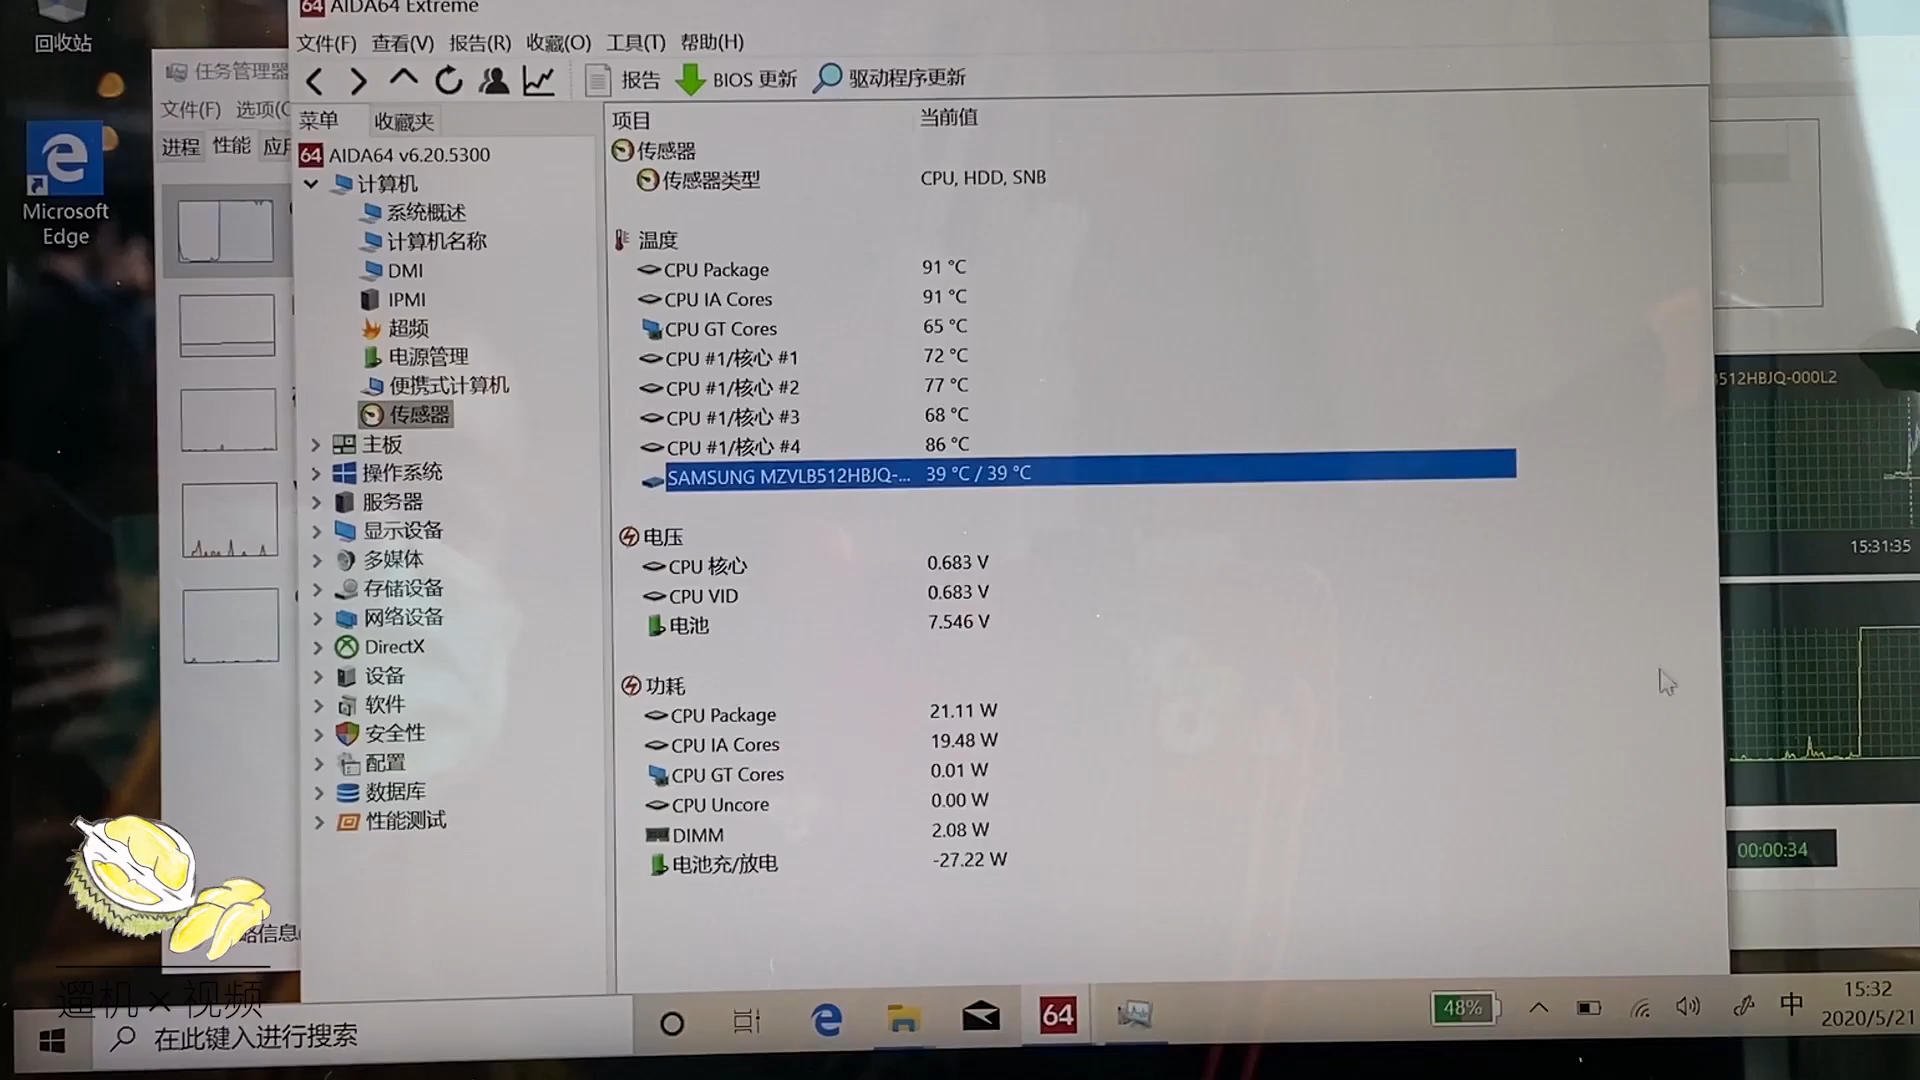 回收站
Microsoft
Edge
任务管理器
文件(F) 选项(O
进程 性能 应用
AIDA64 Extreme
文件(F) 查看(V) 报告(R) 收藏(O) 工具(T) 帮助(H)
报告 BIOS 更新 驱动程序更新
菜单 收藏夹
64 AIDA64 v6.20.5300
计算机
系统概述
计算机名称
DMI
IPMI
超频
电源管理
便携式计算机
传感器
主板
操作系统
服务器
显示设备
多媒体
存储设备
网络设备
DirectX
设备
软件
安全性
配置
数据库
性能测试
项目 当前值
传感器
传感器类型 CPU, HDD, SNB
温度
CPU Package 91 °C
CPU IA Cores 91 °C
CPU GT Cores 65 °C
CPU #1/核心 #1 72 °C
CPU #1/核心 #2 77 °C
CPU #1/核心 #3 68 °C
CPU #1/核心 #4 86 °C
SAMSUNG MZVLB512HBJQ-... 39 °C / 39 °C
电压
CPU 核心 0.683 V
CPU VID 0.683 V
电池 7.546 V
功耗
CPU Package 21.11 W
CPU IA Cores 19.48 W
CPU GT Cores 0.01 W
CPU Uncore 0.00 W
DIMM 2.08 W
电池充/放电 -27.22 W
512HBJQ-000L2
15:31:35
00:00:34
略信息(
遛机×视频
在此键入进行搜索
64
48%
中
15:32
2020/5/21